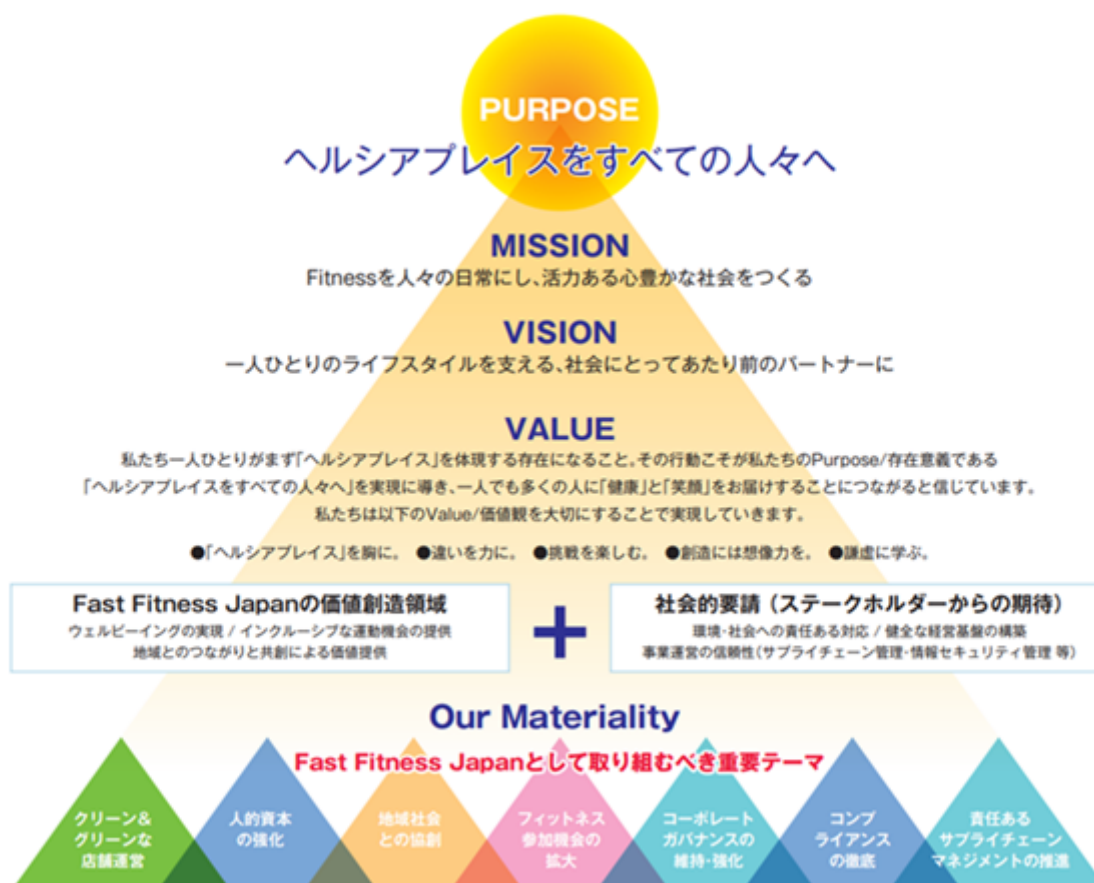 PURPOSE
ヘルシアプレイスをすべての人々へ
MISSION
Fitnessを人々の日常にし、活力ある心豊かな社会をつくる
VISION
一人ひとりのライフスタイルを支える、社会にとってあたり前のパートナーに
VALUE
私たち一人ひとりがまず「ヘルシアプレイス」を体現する存在になること。その行動こそが私たちのPurpose/存在意義である
「ヘルシアプレイスをすべての人々へ」を実現に導き、一人でも多くの人に「健康」と「笑顔」をお届けすることにつながると信じています。
私たちは以下のValue/価値観を大切にすることで実現していきます。
●「ヘルシアプレイス」を胸に。 ●違いを力に。 ●挑戦を楽しむ。 ●創造には想像力を。 ●謙虚に学ぶ。
Fast Fitness Japanの価値創造領域
ウェルビーイングの実現 / インクルーシブな運動機会の提供
地域とのつながりと共創による価値提供
+
社会的要請（ステークホルダーからの期待）
環境・社会への責任ある対応 / 健全な経営基盤の構築
事業運営の信頼性（サプライチェーン管理・情報セキュリティ管理 等）
Our Materiality
Fast Fitness Japanとして取り組むべき重要テーマ
クリーン＆
グリーンな
店舗運営
人的資本
の強化
地域社会
との協創
フィットネス
参加機会の
拡大
コーポレート
ガバナンスの
維持・強化
コンプ
ライアンス
の徹底
責任ある
サプライチェーン
マネジメントの推進